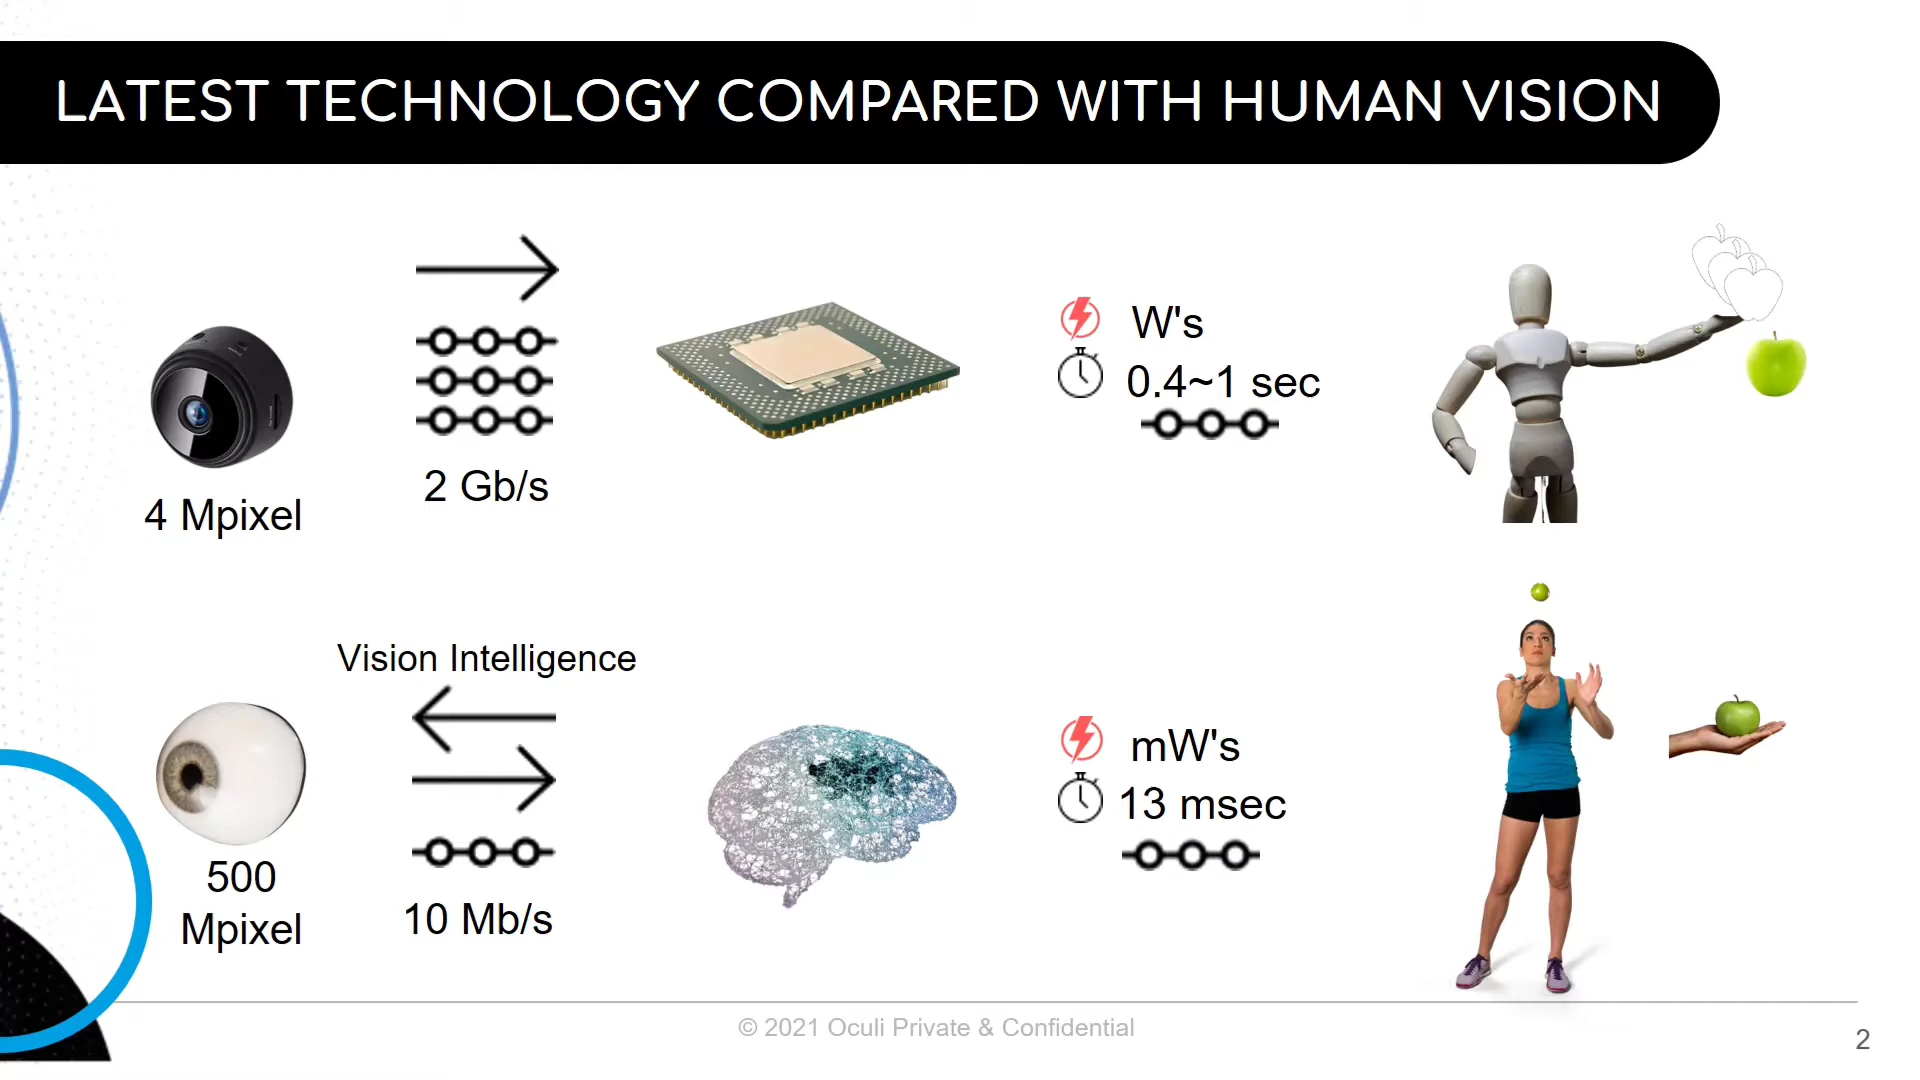 LATEST TECHNOLOGY COMPARED WITH HUMAN VISION
4 Mpixel
2 Gb/s
W's
0.4~1 sec
Vision Intelligence
500
Mpixel
10 Mb/s
mW's
13 msec
© 2021 Oculi Private & Confidential
2